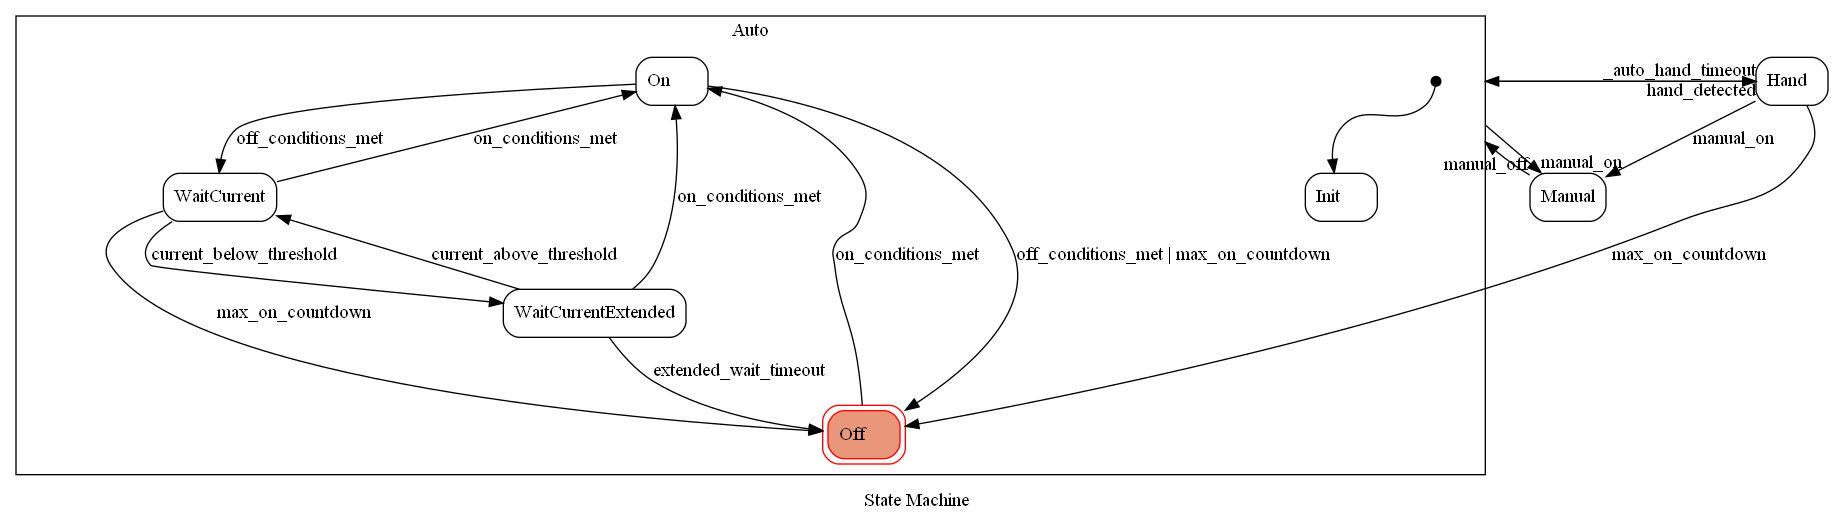 Auto
On
_auto_hand_timeout
Hand
hand_detected
off_conditions_met
on_conditions_met
manual_on
manual_off
manual_on
WaitCurrent
on_conditions_met
Init
Manual
current_below_threshold
current_above_threshold
on_conditions_met
off_conditions_met | max_on_countdown
max_on_countdown
max_on_countdown
WaitCurrentExtended
extended_wait_timeout
Off
State Machine